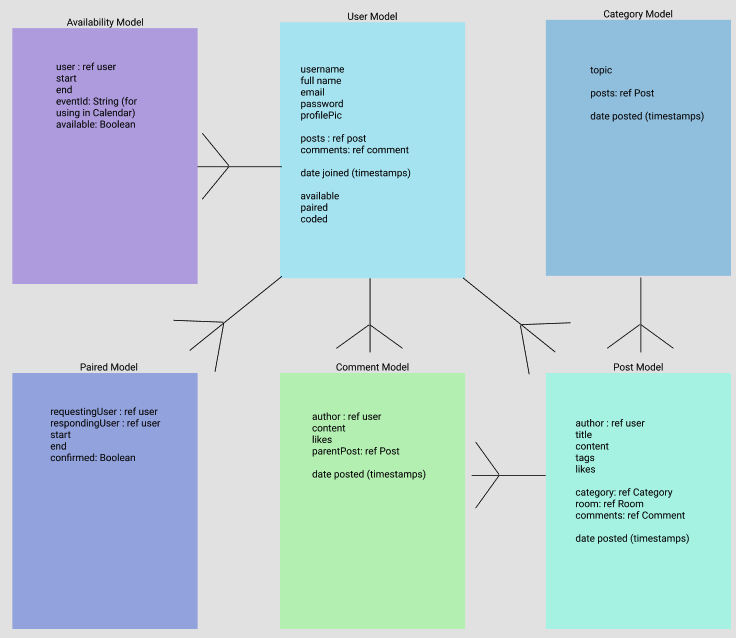 Availability Model
user : ref user
start
end
eventId: String (for
using in Calendar)
available: Boolean
User Model
username
full name
email
password
profilePic
posts : ref post
comments: ref comment
date joined (timestamps)
available
paired
coded
Category Model
topic
posts: ref Post
date posted (timestamps)
Paired Model
requestingUser : ref user
respondingUser : ref user
start
end
confirmed: Boolean
Comment Model
author : ref user
content
likes
parentPost: ref Post
date posted (timestamps)
Post Model
author : ref user
title
content
tags
likes
category: ref Category
room: ref Room
comments: ref Comment
date posted (timestamps)